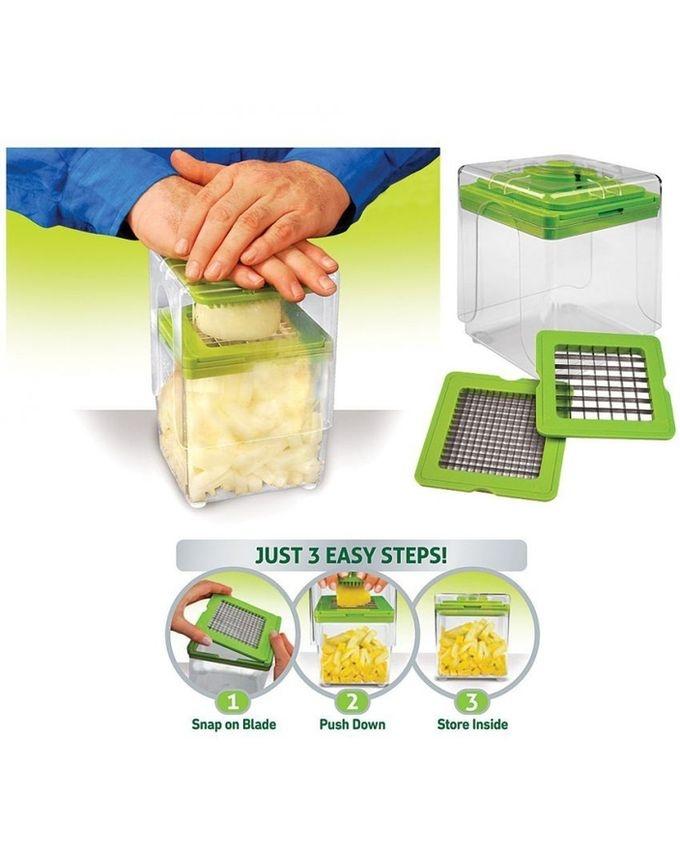 JUST 3 EASY STEPS!
1
Snap on Blade
2
Push Down
3
Store Inside